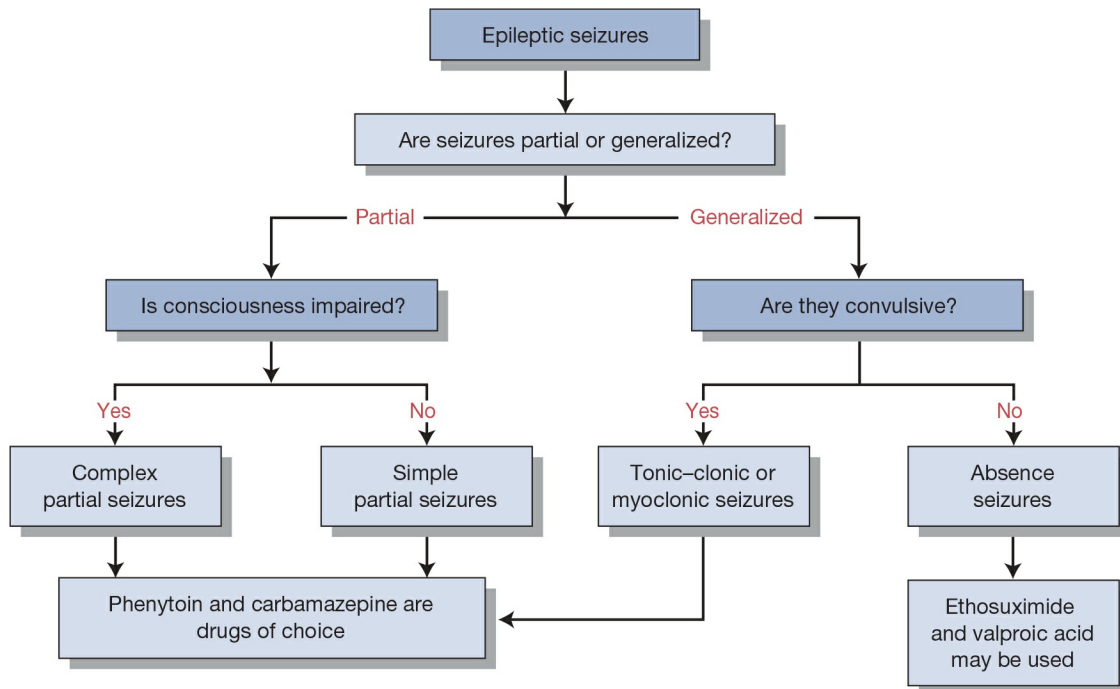 Epileptic seizures
Are seizures partial or generalized?
Partial
Generalized
Is consciousness impaired?
Are they convulsive?
Yes
No
Yes
No
Complex
partial seizures
Simple
partial seizures
Tonic–clonic or
myoclonic seizures
Absence
seizures
Phenytoin and carbamazepine are
drugs of choice
Ethosuximide
and valproic acid
may be used